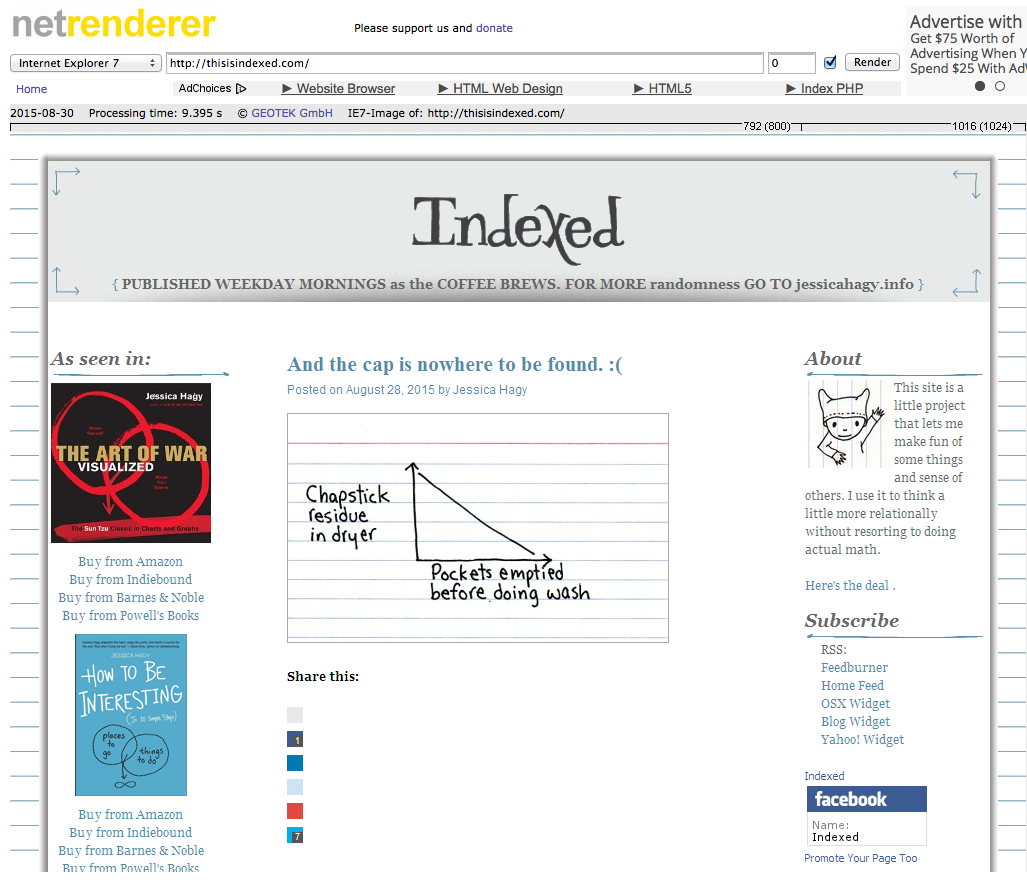 netrenderer
Please support us and donate
Advertise with
Get $75 Worth of
Advertising When Y
Spend $25 With Ad
Internet Explorer 7
http://thisisindexed.com/
0
Render
Home
AdChoices
▶ Website Browser
▶ HTML Web Design
▶ HTML5
▶ Index PHP
2015-08-30 Processing time: 9.395 s © GEOTEK GmbH IE7-Image of: http://thisisindexed.com/
792 (800)
1016 (1024)
Indexed
{ PUBLISHED WEEKDAY MORNINGS as the COFFEE BREWS. FOR MORE randomness GO TO jessicahagy.info }
As seen in:
Jessica Hagy
THE ART OF WAR
VISUALIZED
The Sun Tzu Classic in Charts and Graphs
Buy from Amazon
Buy from Indiebound
Buy from Barnes & Noble
Buy from Powell's Books
JESSICA HAGY
HOW TO BE
INTERESTING
(In 10 Simple Steps)
places
to
go
things
to do
Buy from Amazon
Buy from Indiebound
Buy from Barnes & Noble
Buy from Powell's Books
And the cap is nowhere to be found. :(
Posted on August 28, 2015 by Jessica Hagy
Chapstick
residue
in dryer
Pockets emptied
before doing wash
Share this:
1
7
About
This site is a
little project
that lets me
make fun of
some things
and sense of
others. I use it to think a
little more relationally
without resorting to doing
actual math.
Here's the deal .
Subscribe
RSS:
Feedburner
Home Feed
OSX Widget
Blog Widget
Yahoo! Widget
Indexed
facebook
Name:
Indexed
Promote Your Page Too